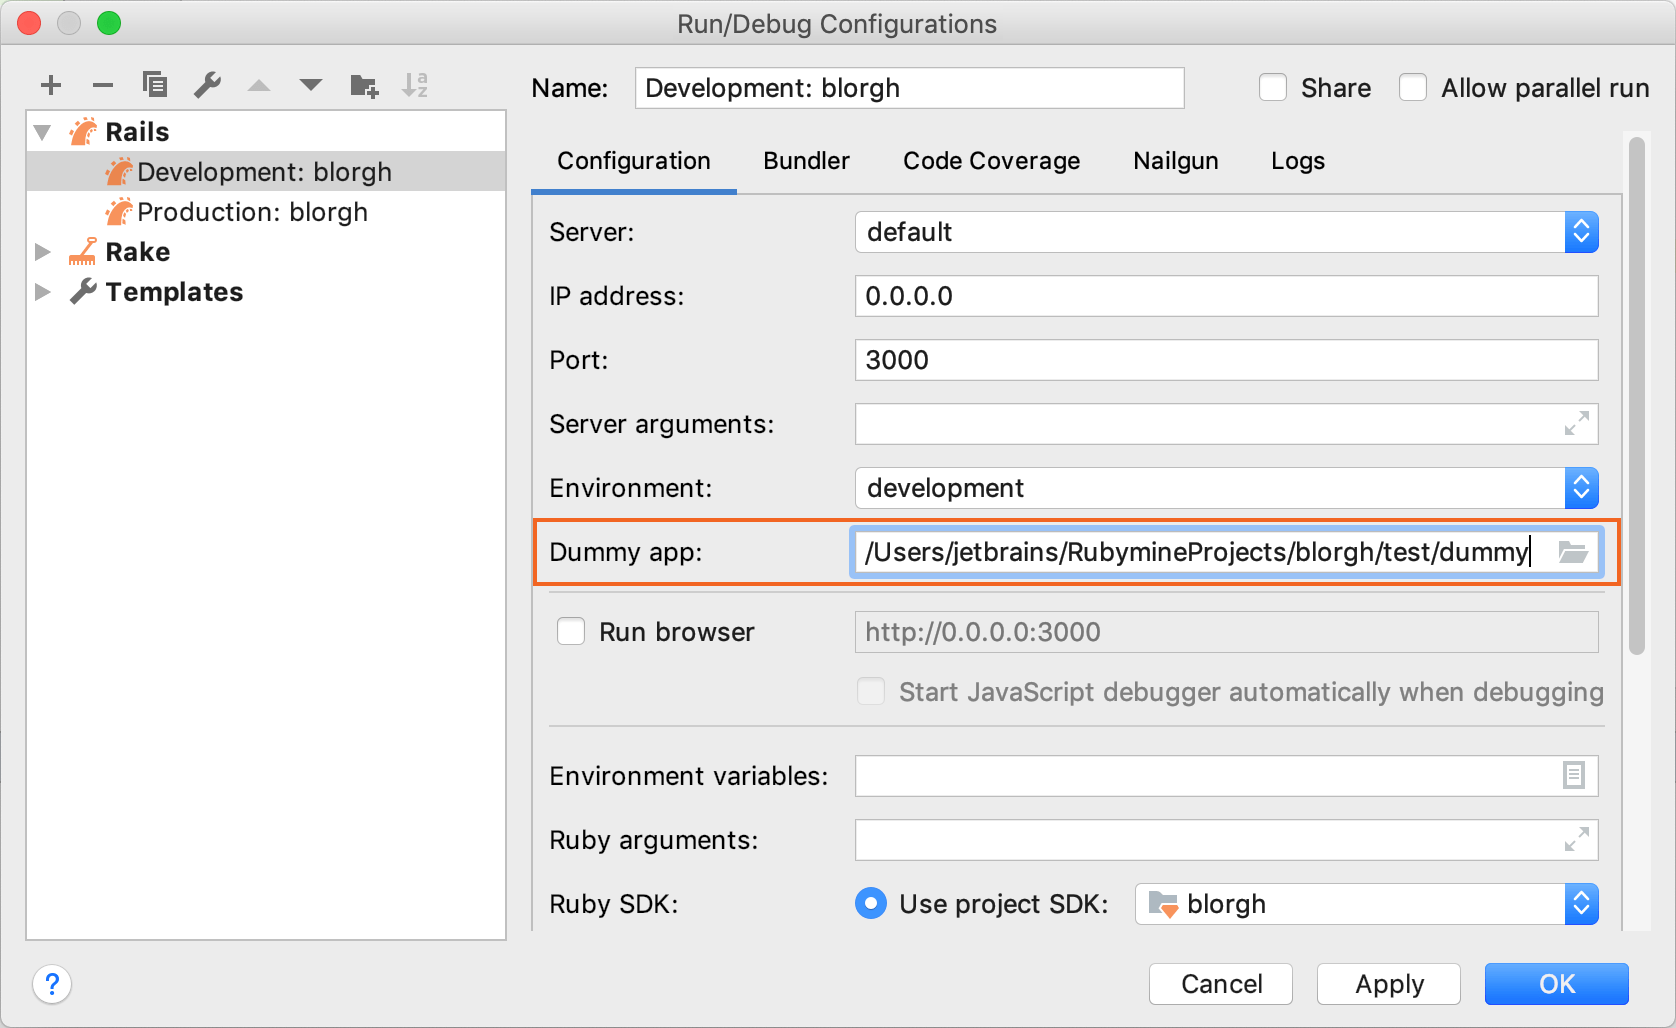 Run/Debug Configurations
Name: Development: blorgh Share Allow parallel run
Rails
Development: blorgh
Production: blorgh
Rake
Templates
Configuration Bundler Code Coverage Nailgun Logs
Server: default
IP address: 0.0.0.0
Port: 3000
Server arguments:
Environment: development
Dummy app: /Users/jetbrains/RubymineProjects/blorgh/test/dummy
Run browser http://0.0.0.0:3000
Start JavaScript debugger automatically when debugging
Environment variables:
Ruby arguments:
Ruby SDK: Use project SDK: blorgh
? Cancel Apply OK